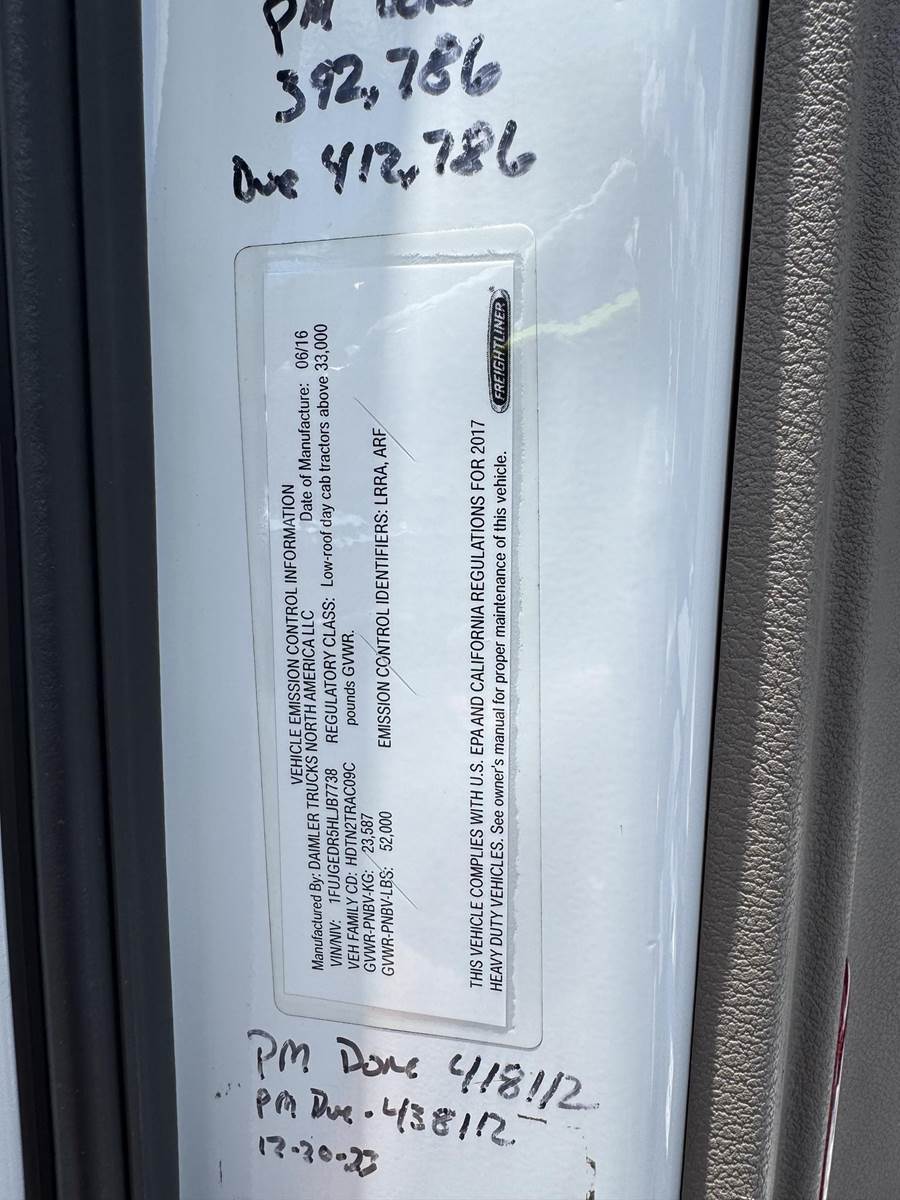 PM Done
392,786
Due 412,786
VEHICLE EMISSION CONTROL INFORMATION
Manufactured By: DAIMLER TRUCKS NORTH AMERICA LLC Date of Manufacture: 06/16
VIN/NIV: 1FUJGEDR5HLJB7738 REGULATORY CLASS: Low-roof day cab tractors above 33,000
VEH FAMILY CD: HDTN2TRAC09C pounds GVWR
GVWR-PNBV-KG: 23,587
GVWR-PNBV-LBS: 52,000 EMISSION CONTROL IDENTIFIERS: LRRA, ARF
THIS VEHICLE COMPLIES WITH U.S. EPA AND CALIFORNIA REGULATIONS FOR 2017
HEAVY DUTY VEHICLES. See owner's manual for proper maintenance of this vehicle.
FREIGHTLINER
PM Done 418112
PM Due. 438112
12-20-23